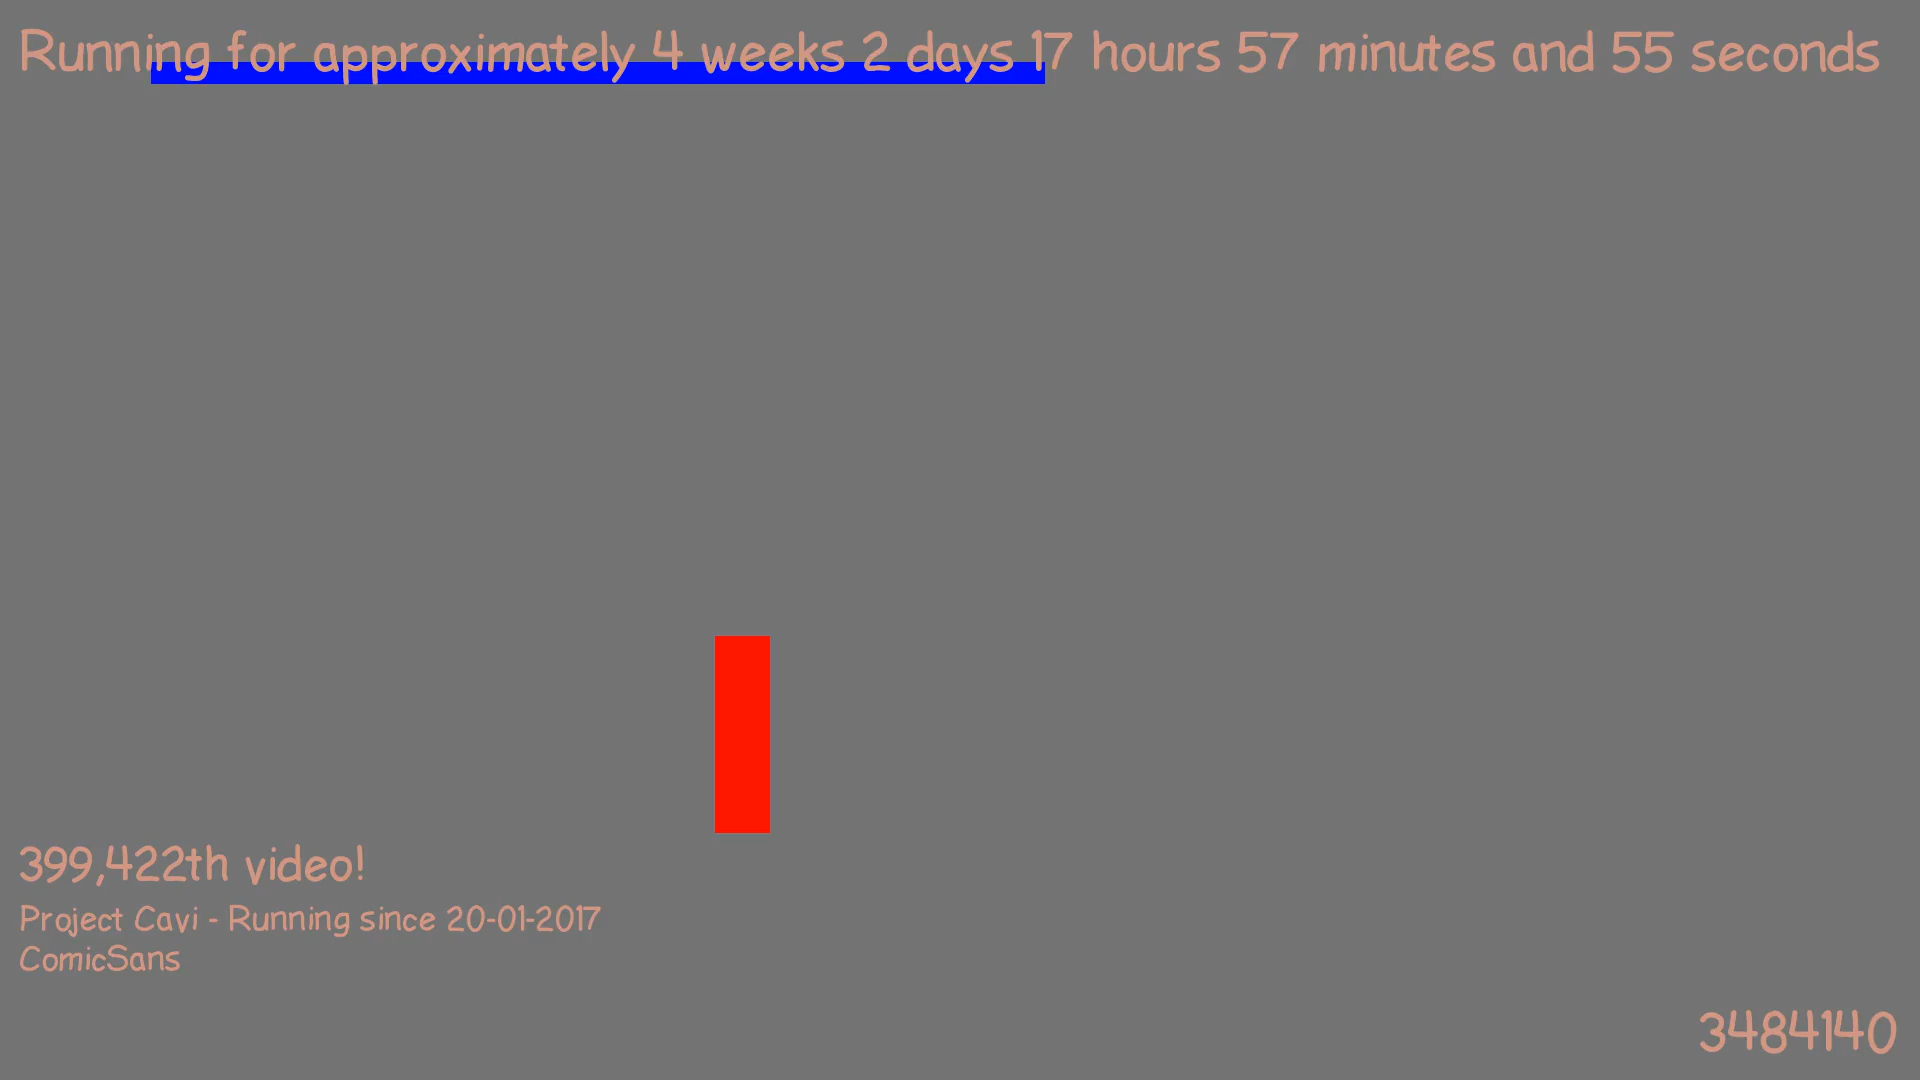 Running for approximately 4 weeks 2 days 17 hours 57 minutes and 55 seconds
399,422th video!
Project Cavi - Running since 20-01-2017
ComicSans
3484140